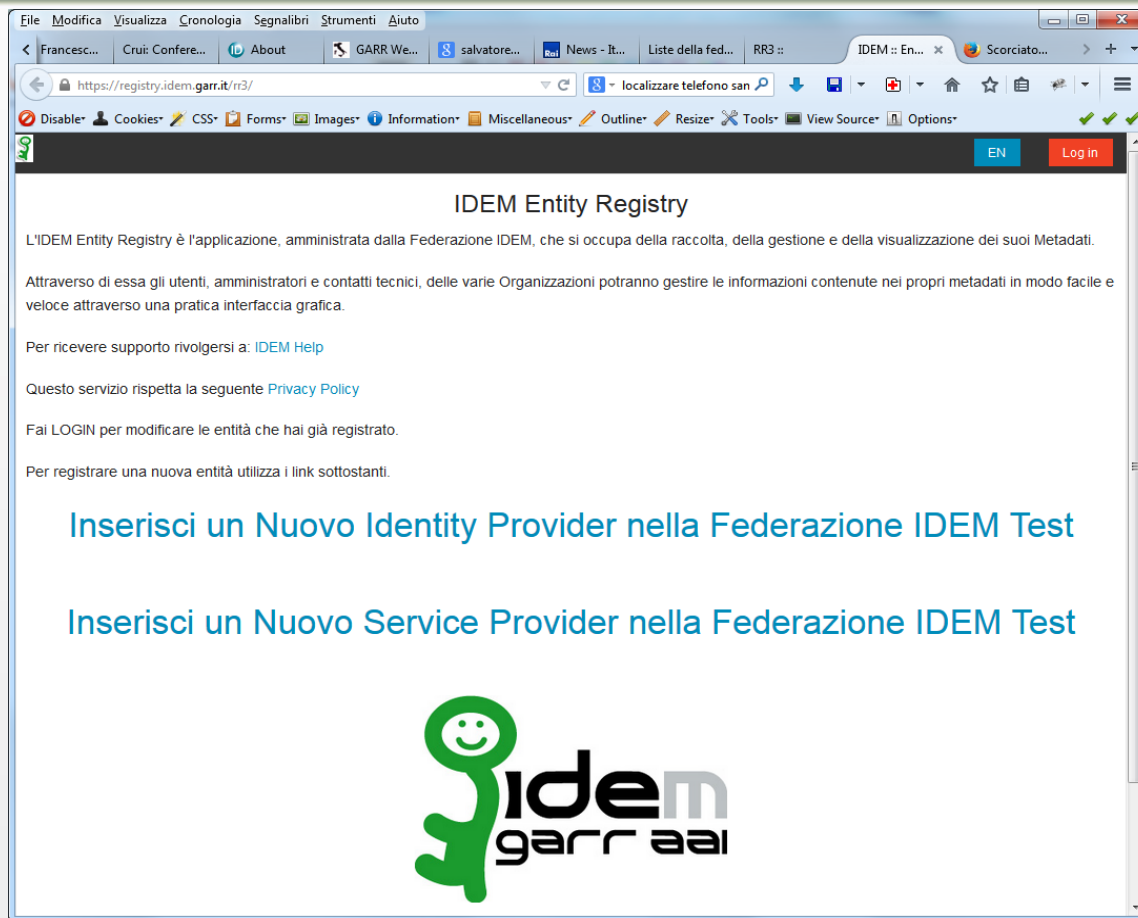 File Modifica Visualizza Cronologia Segnalibri Strumenti Aiuto
Francesc... Crui: Confere... About GARR We... salvatore... Rai News - It... Liste della fed... RR3 :: IDEM :: En... Scorciato...
https://registry.idem.garr.it/rr3/ localizzare telefono san
Disable Cookies CSS Forms Images Information Miscellaneous Outline Resize Tools View Source Options
EN Log in
IDEM Entity Registry
L'IDEM Entity Registry è l'applicazione, amministrata dalla Federazione IDEM, che si occupa della raccolta, della gestione e della visualizzazione dei suoi Metadati.
Attraverso di essa gli utenti, amministratori e contatti tecnici, delle varie Organizzazioni potranno gestire le informazioni contenute nei propri metadati in modo facile e
veloce attraverso una pratica interfaccia grafica.
Per ricevere supporto rivolgersi a: IDEM Help
Questo servizio rispetta la seguente Privacy Policy
Fai LOGIN per modificare le entità che hai già registrato.
Per registrare una nuova entità utilizza i link sottostanti.
Inserisci un Nuovo Identity Provider nella Federazione IDEM Test
Inserisci un Nuovo Service Provider nella Federazione IDEM Test
idem
garr aai